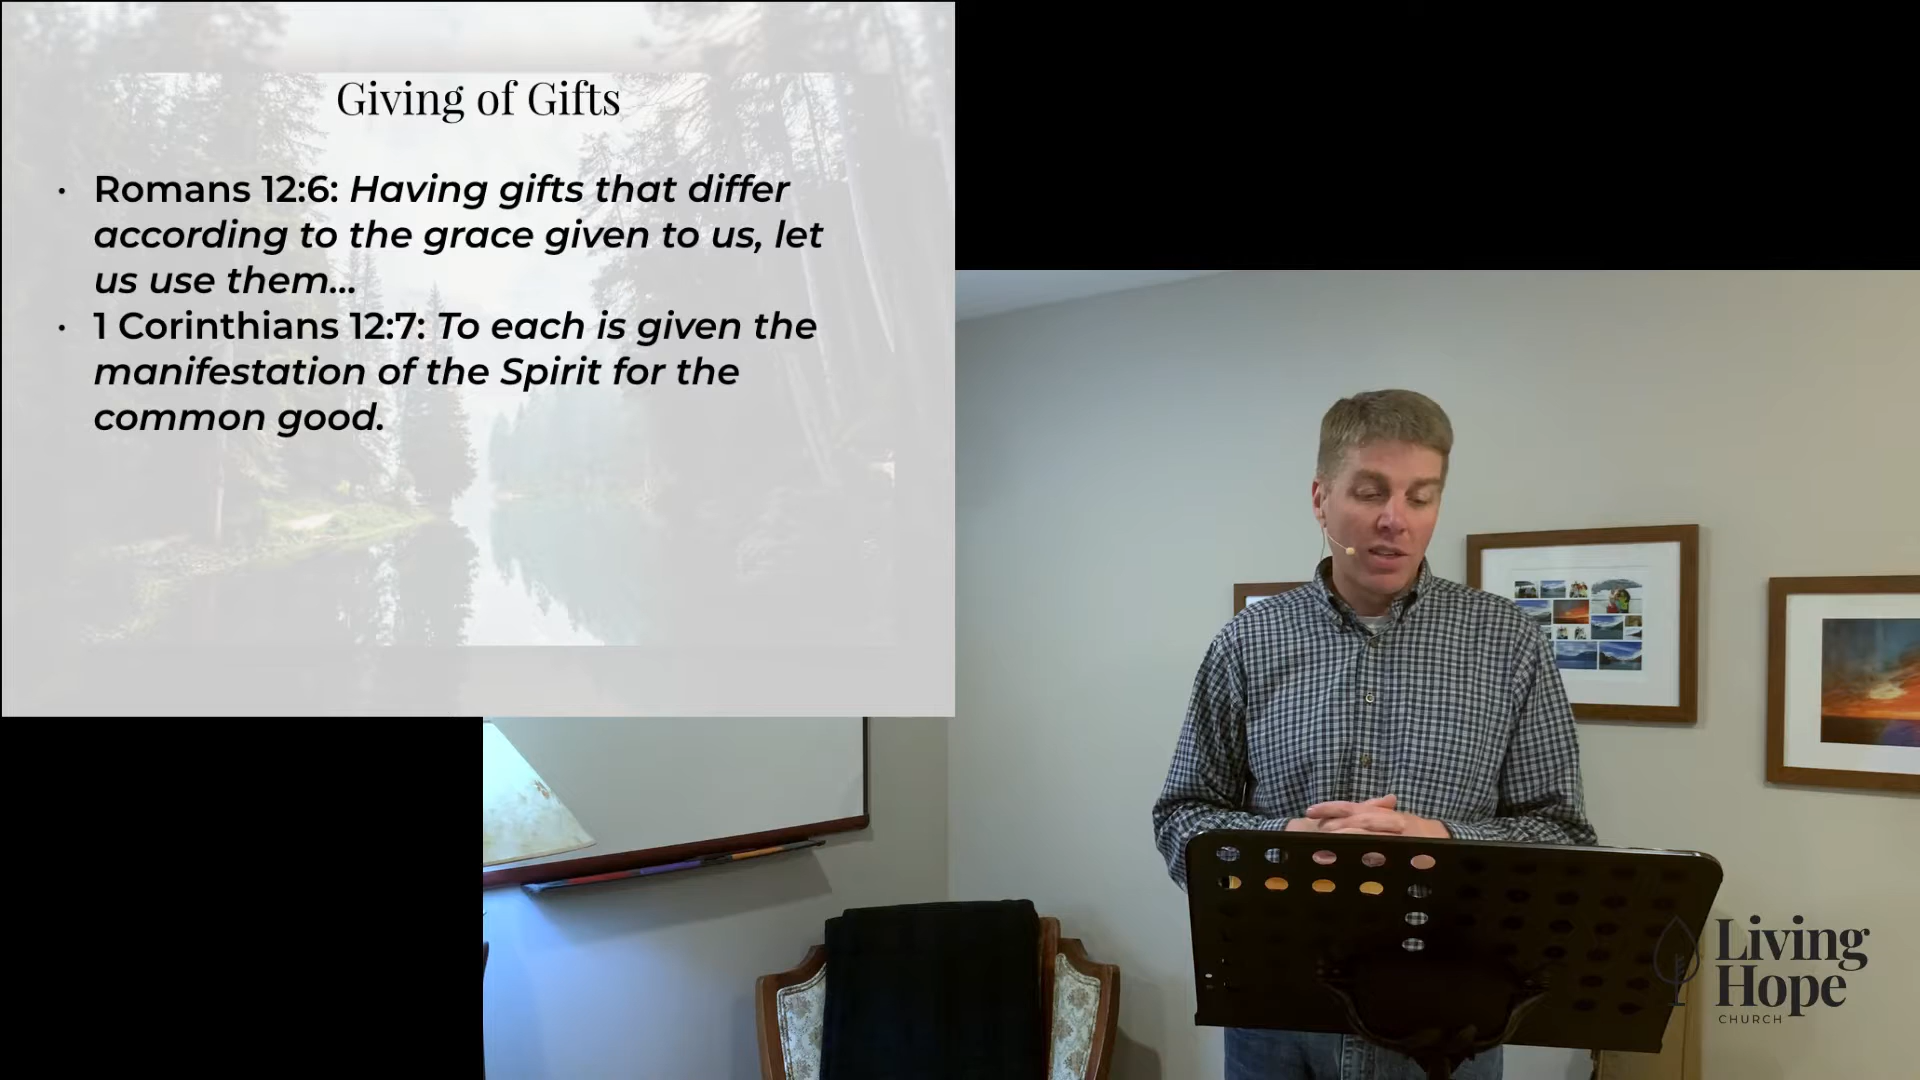 Giving of Gifts
• Romans 12:6: Having gifts that differ
according to the grace given to us, let
us use them...
• 1 Corinthians 12:7: To each is given the
manifestation of the Spirit for the
common good.
Living
Hope
CHURCH